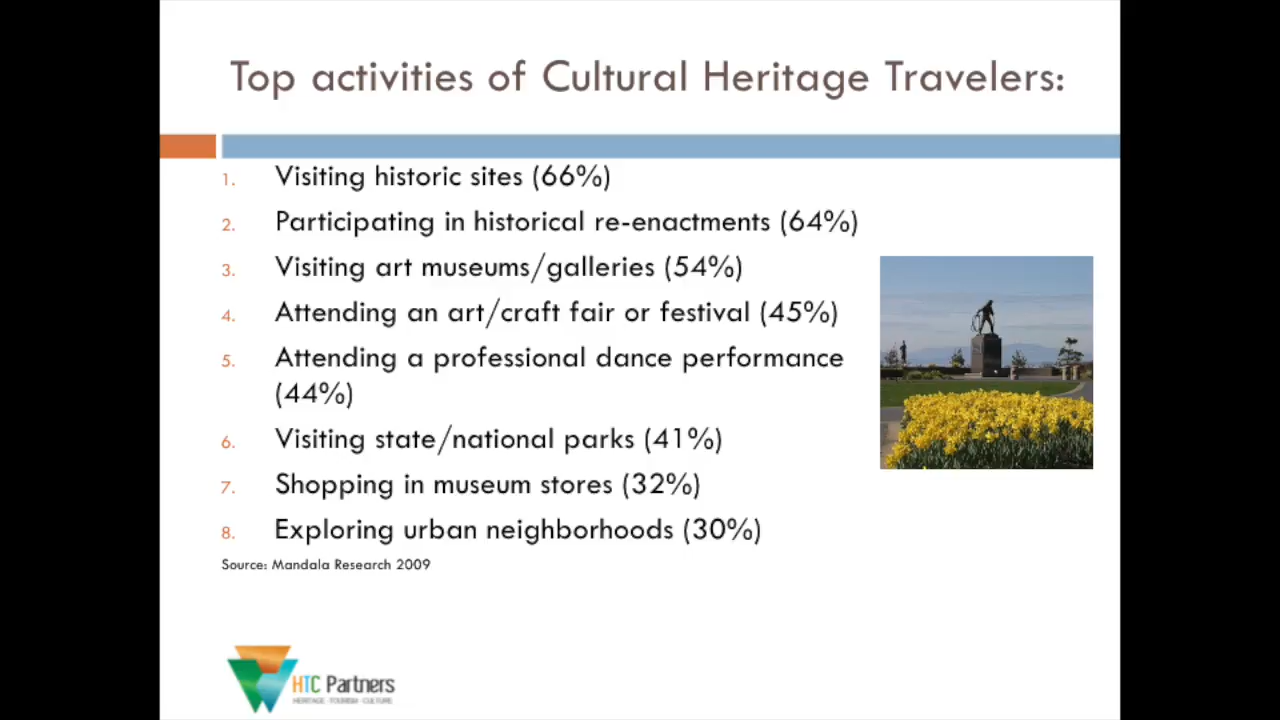 Top activities of Cultural Heritage Travelers:
1. Visiting historic sites (66%)
2. Participating in historical re-enactments (64%)
3. Visiting art museums/galleries (54%)
4. Attending an art/craft fair or festival (45%)
5. Attending a professional dance performance
(44%)
6. Visiting state/national parks (41%)
7. Shopping in museum stores (32%)
8. Exploring urban neighborhoods (30%)
Source: Mandala Research 2009
HTC Partners
HERITAGE · TOURISM · CULTURE